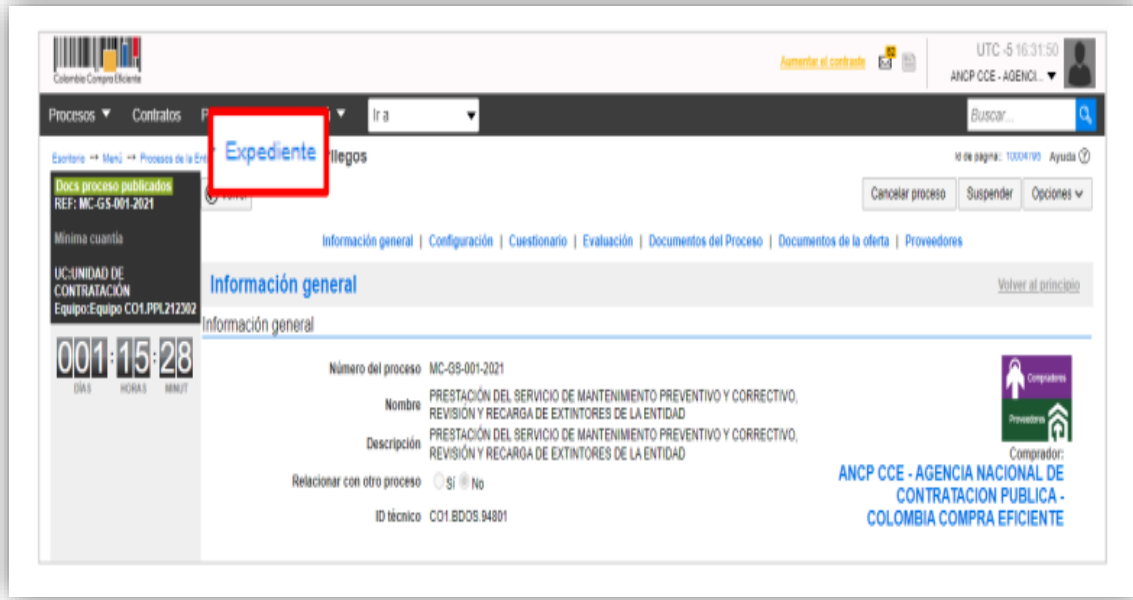 Colombia Compra Eficiente
Aumentar el contraste
UTC -5 16:31:50
ANCP CCE - AGENCI...
Procesos Contratos Ir a Buscar...
Escritorio → Menú → Procesos de la Expediente
Id de página:: 10004195 Ayuda
Docs proceso publicados
REF: MC-GS-001-2021
Cancelar proceso Suspender Opciones
Mínima cuantía
Información general | Configuración | Cuestionario | Evaluación | Documentos del Proceso | Documentos de la oferta | Proveedores
UC:UNIDAD DE
CONTRATACIÓN
Equipo:Equipo CO1.PPI.212302
Información general
Volver al principio
Información general
001:15:28
DÍAS HORAS MINUT
Número del proceso MC-GS-001-2021
Nombre PRESTACIÓN DEL SERVICIO DE MANTENIMIENTO PREVENTIVO Y CORRECTIVO,
REVISIÓN Y RECARGA DE EXTINTORES DE LA ENTIDAD
Descripción PRESTACIÓN DEL SERVICIO DE MANTENIMIENTO PREVENTIVO Y CORRECTIVO,
REVISIÓN Y RECARGA DE EXTINTORES DE LA ENTIDAD
Relacionar con otro proceso Sí No
ID técnico CO1.BDOS.94801
Compradores
Proveedores
Comprador:
ANCP CCE - AGENCIA NACIONAL DE
CONTRATACION PUBLICA -
COLOMBIA COMPRA EFICIENTE